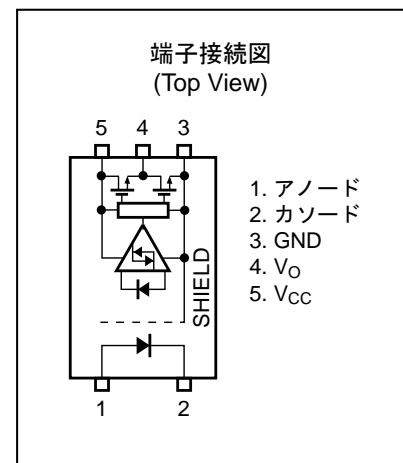 端子接続図
(Top View)
5 4 3
SHIELD
1 2
1. アノード
2. カソード
3. GND
4. VO
5. VCC